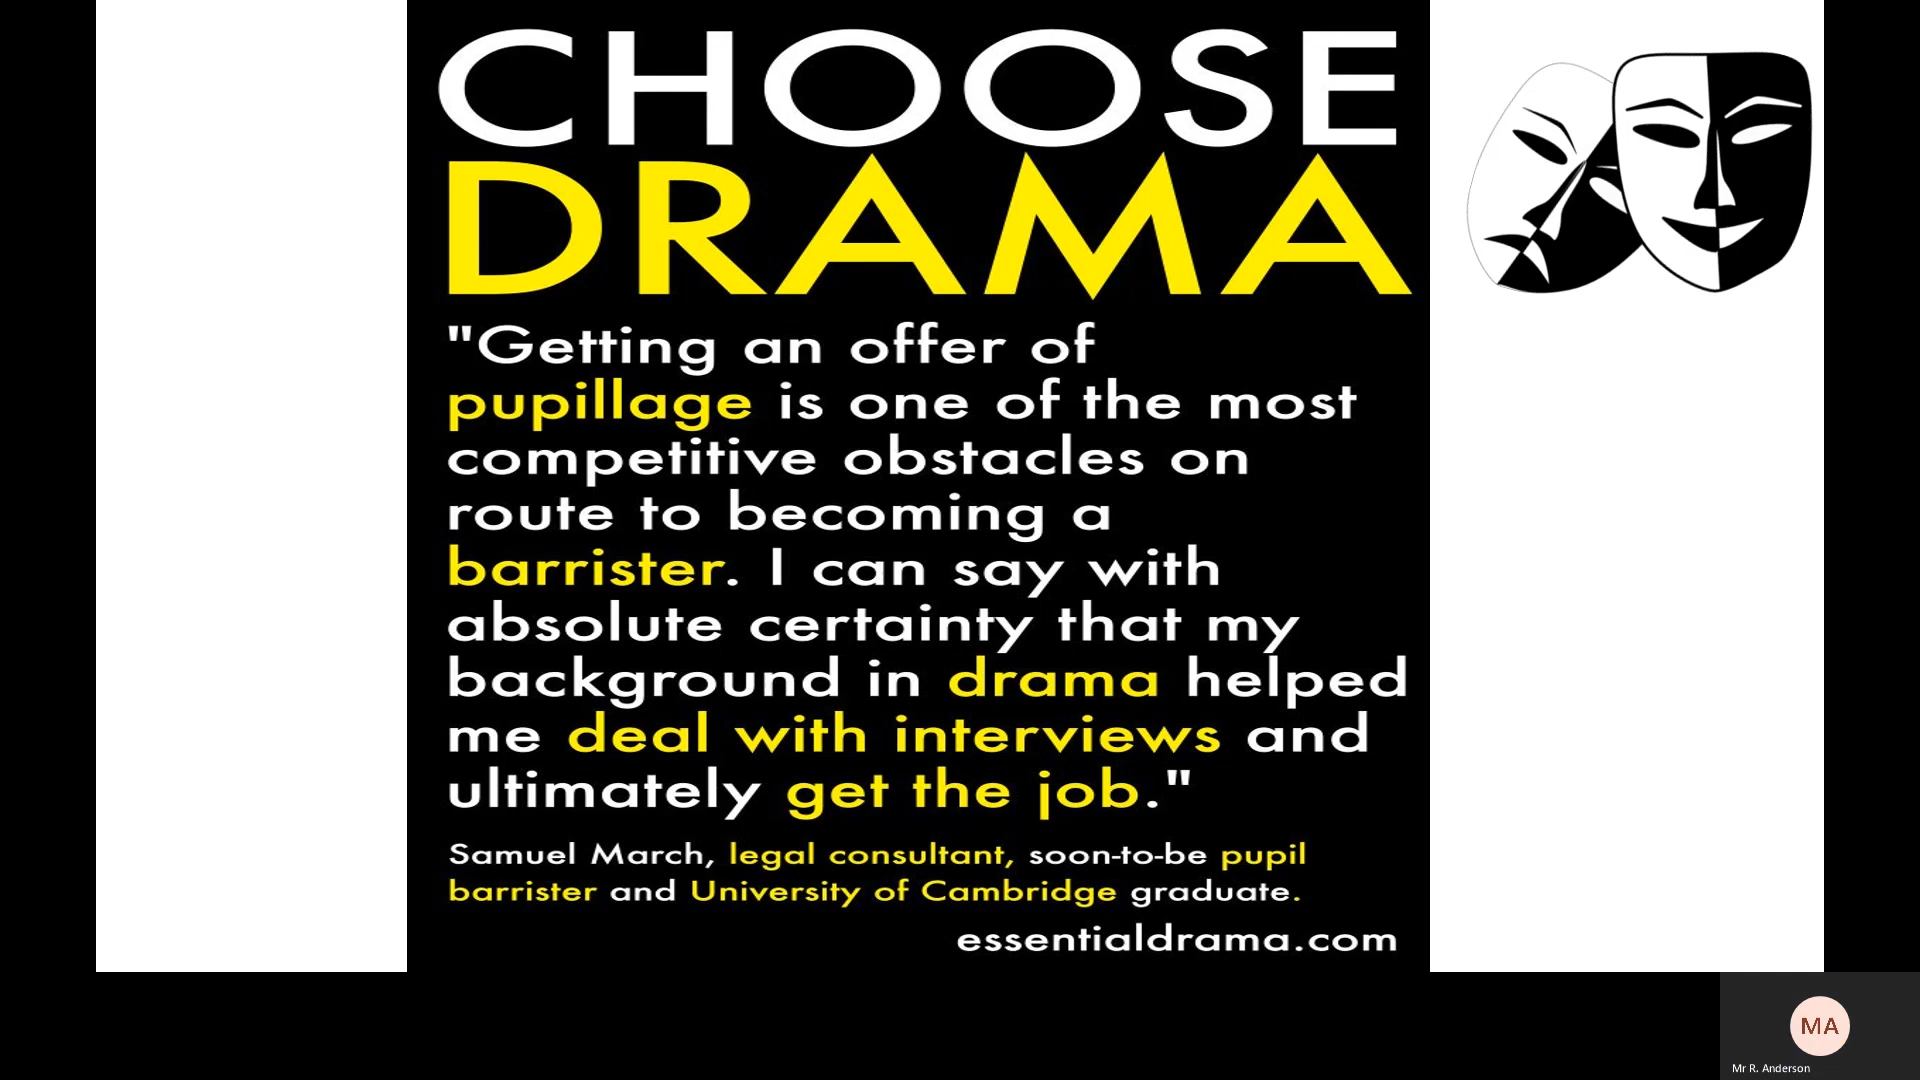 CHOOSE
DRAMA
"Getting an offer of
pupillage is one of the most
competitive obstacles on
route to becoming a
barrister. I can say with
absolute certainty that my
background in drama helped
me deal with interviews and
ultimately get the job."
Samuel March, legal consultant, soon-to-be pupil
barrister and University of Cambridge graduate.
essentialdrama.com
MA
Mr R. Anderson